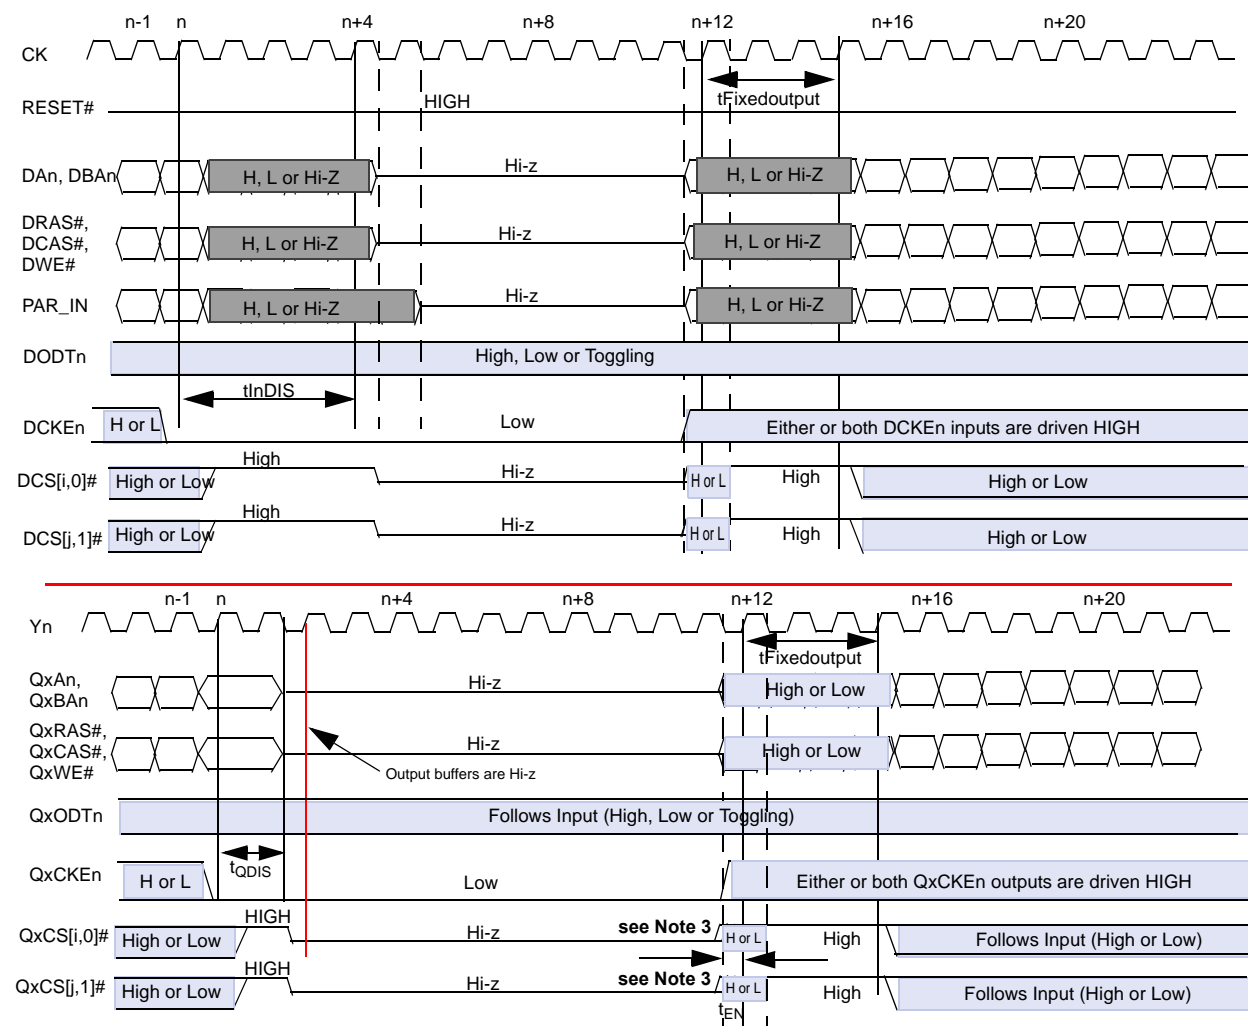 n-1 n n+4 n+8 n+12 n+16 n+20
CK
tFixedoutput
RESET# HIGH
DAn, DBAn H, L or Hi-Z Hi-z H, L or Hi-Z
DRAS#,
DCAS#, H, L or Hi-Z Hi-z H, L or Hi-Z
DWE#
PAR_IN H, L or Hi-Z Hi-z H, L or Hi-Z
DODTn High, Low or Toggling
tInDIS
DCKEn H or L Low Either or both DCKEn inputs are driven HIGH
DCS[i,0]# High or Low High Hi-z H or L High High or Low
DCS[j,1]# High or Low High Hi-z H or L High High or Low
n-1 n n+4 n+8 n+12 n+16 n+20
Yn
tFixedoutput
QxAn,
QxBAn Hi-z High or Low
QxRAS#,
QxCAS#, Hi-z High or Low
QxWE#
Output buffers are Hi-z
QxODTn Follows Input (High, Low or Toggling)
tQDIS
QxCKEn H or L Low Either or both QxCKEn outputs are driven HIGH
QxCS[i,0]# High or Low HIGH Hi-z see Note 3 H or L High Follows Input (High or Low)
QxCS[j,1]# High or Low HIGH Hi-z see Note 3 H or L High Follows Input (High or Low)
tEN